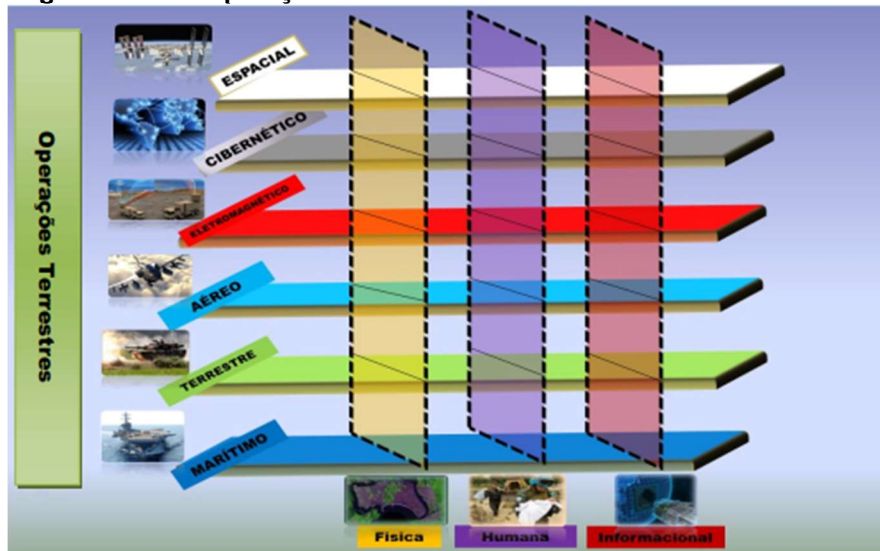 Operações Terrestres
ESPACIAL
CIBERNÉTICO
ELETROMAGNÉTICO
AÉREO
TERRESTRE
MARÍTIMO
Física
Humana
Informacional